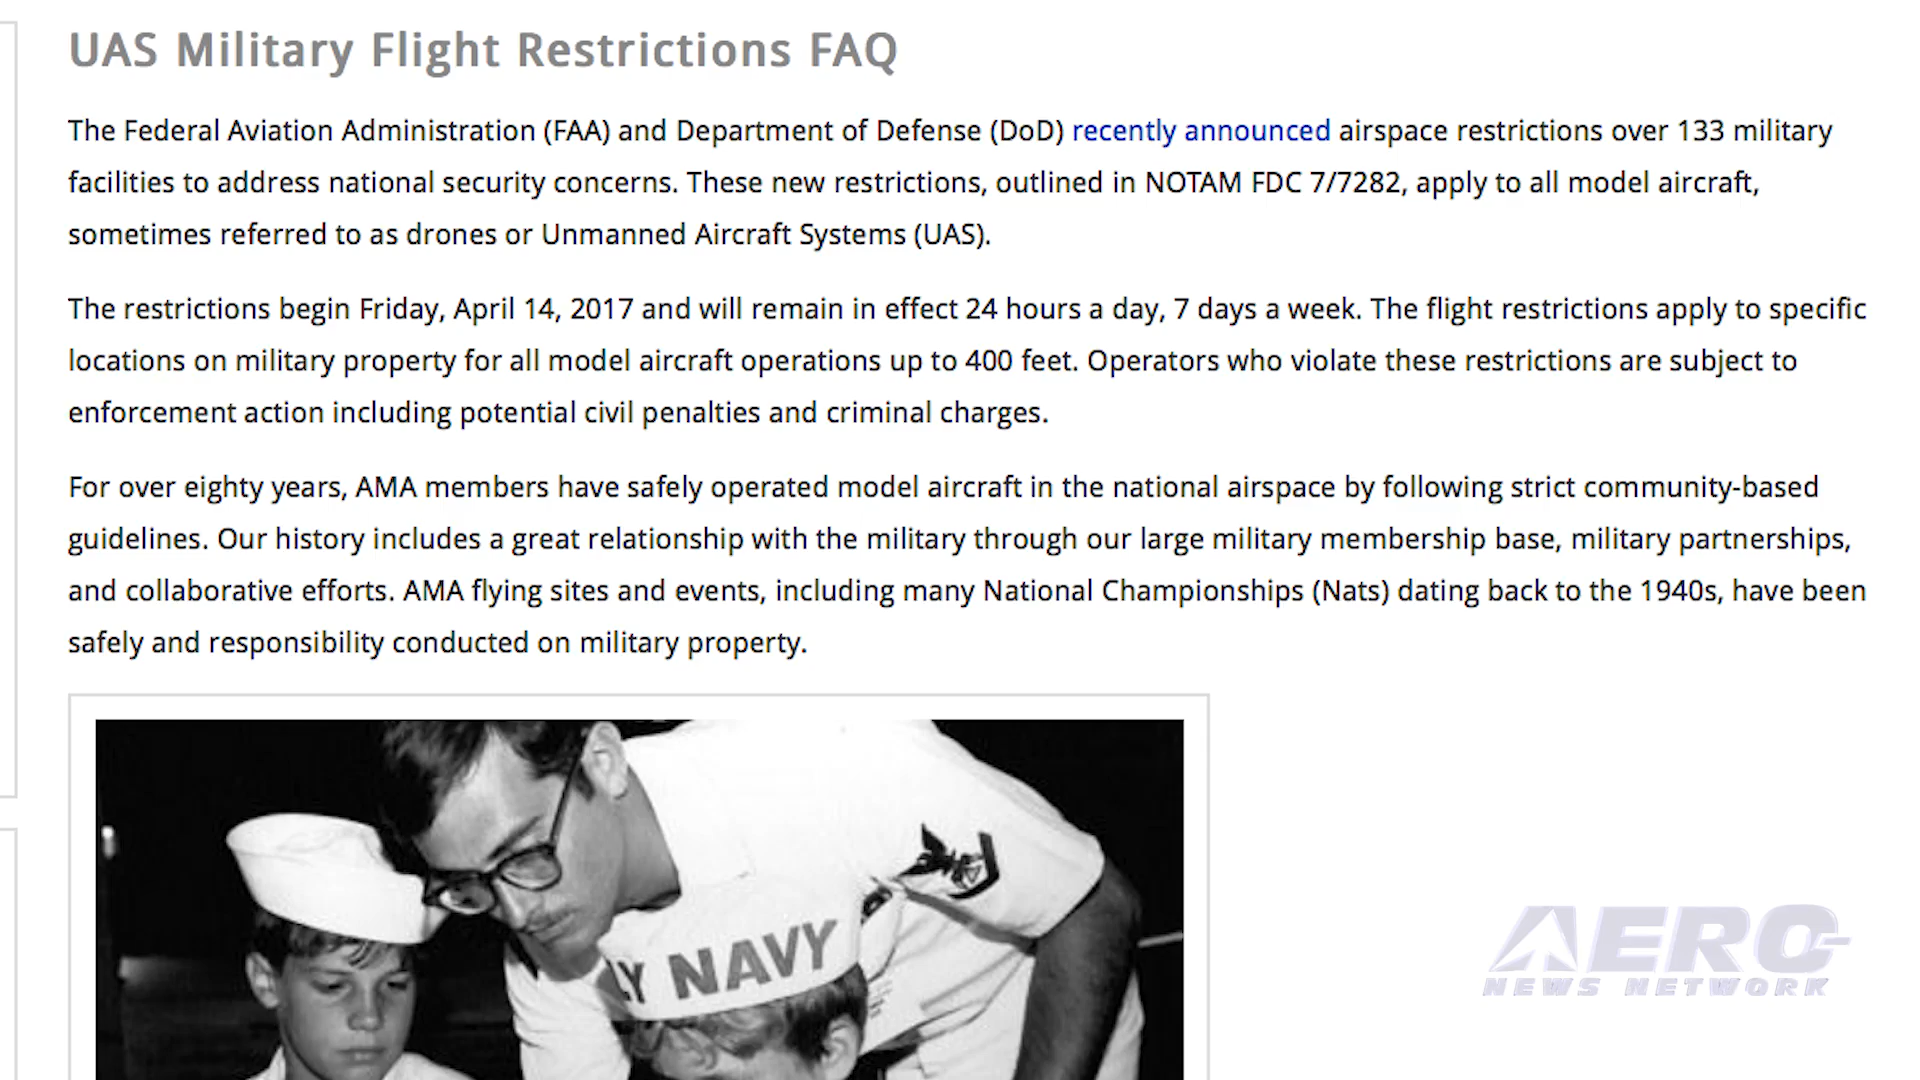 UAS Military Flight Restrictions FAQ
The Federal Aviation Administration (FAA) and Department of Defense (DoD) recently announced airspace restrictions over 133 military
facilities to address national security concerns. These new restrictions, outlined in NOTAM FDC 7/7282, apply to all model aircraft,
sometimes referred to as drones or Unmanned Aircraft Systems (UAS).
The restrictions begin Friday, April 14, 2017 and will remain in effect 24 hours a day, 7 days a week. The flight restrictions apply to specific
locations on military property for all model aircraft operations up to 400 feet. Operators who violate these restrictions are subject to
enforcement action including potential civil penalties and criminal charges.
For over eighty years, AMA members have safely operated model aircraft in the national airspace by following strict community-based
guidelines. Our history includes a great relationship with the military through our large military membership base, military partnerships,
and collaborative efforts. AMA flying sites and events, including many National Championships (Nats) dating back to the 1940s, have been
safely and responsibility conducted on military property.
Y NAVY
AERO
NEWS NETWORK